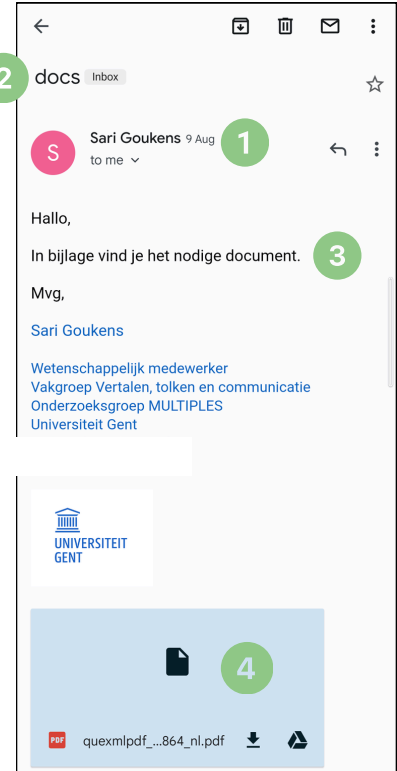 2
docs Inbox
S
Sari Goukens 9 Aug
1
to me
Hallo,
In bijlage vind je het nodige document.
3
Mvg,
Sari Goukens
Wetenschappelijk medewerker
Vakgroep Vertalen, tolken en communicatie
Onderzoeksgroep MULTIPLES
Universiteit Gent
UNIVERSITEIT
GENT
4
PDF quexmlpdf_...864_nl.pdf